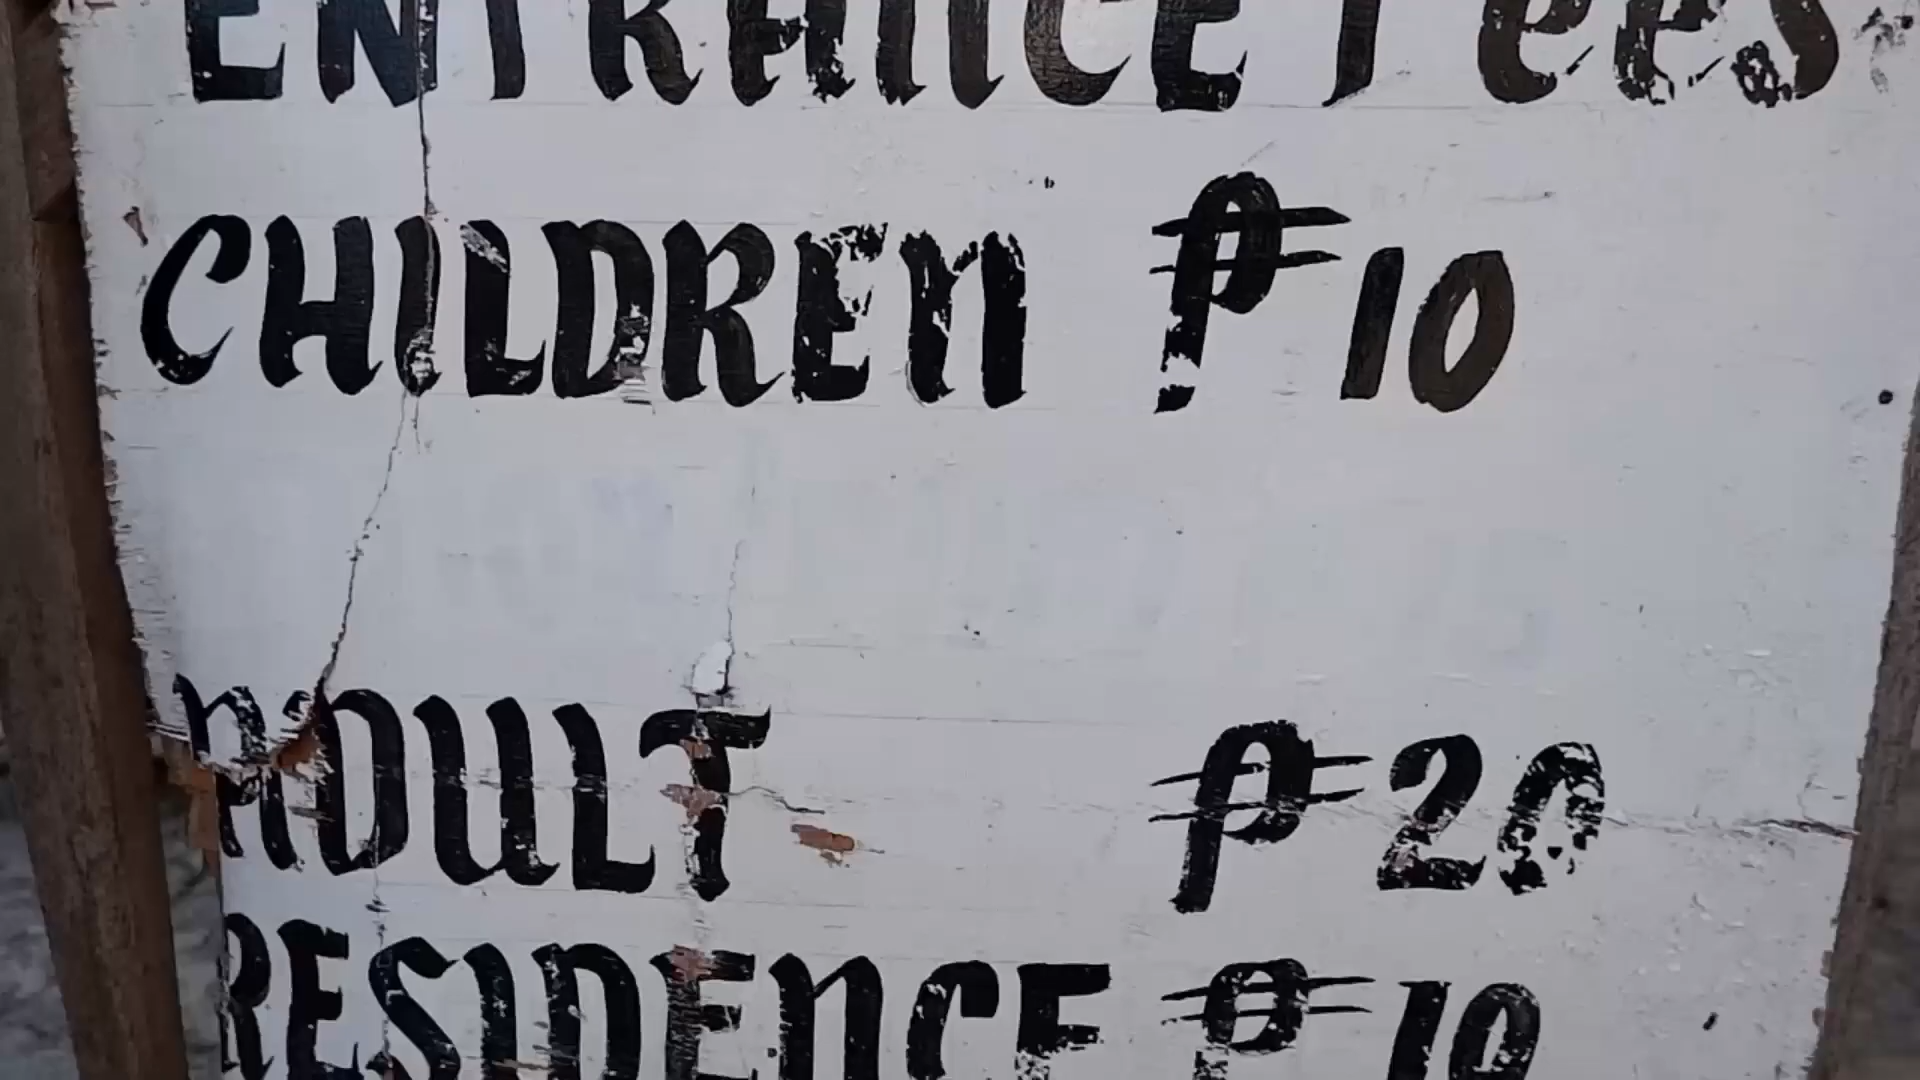 ENTRANCE Fees
CHILDREN ₱10
ADULT ₱20
RESIDENCE ₱10